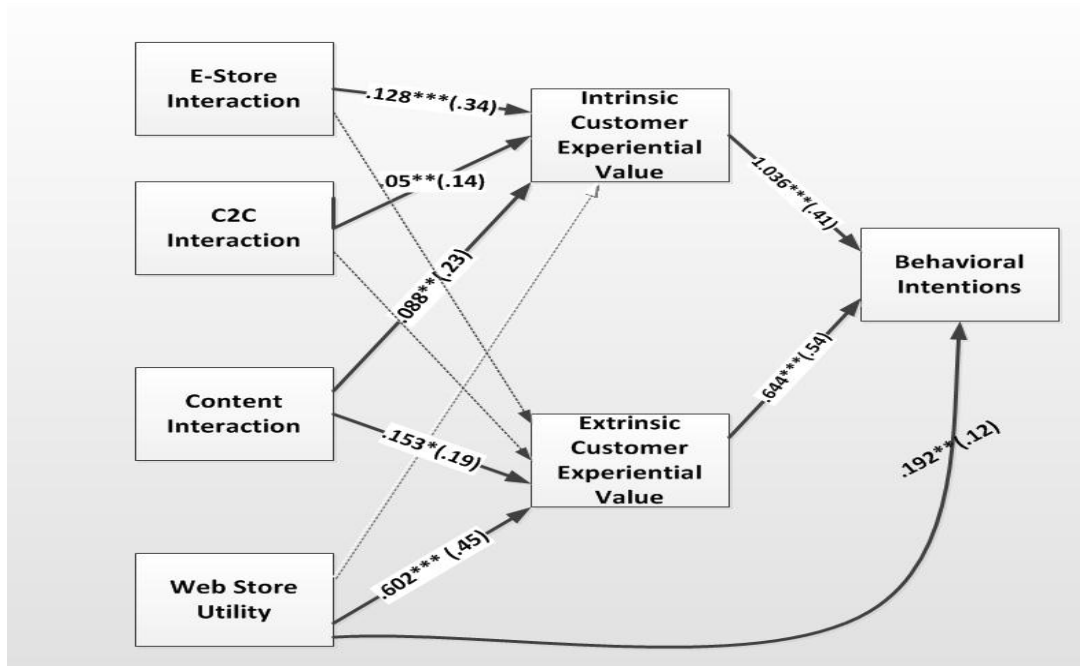 E-Store
Interaction
.128***(.34)
Intrinsic
Customer
Experiential
Value
C2C
Interaction
.05**(.14)
1.036***(.41)
Behavioral
Intentions
.088**(.23)
Content
Interaction
.153*(.19)
Extrinsic
Customer
Experiential
Value
.644***(.54)
.192**(.12)
Web Store
Utility
.602*** (.45)